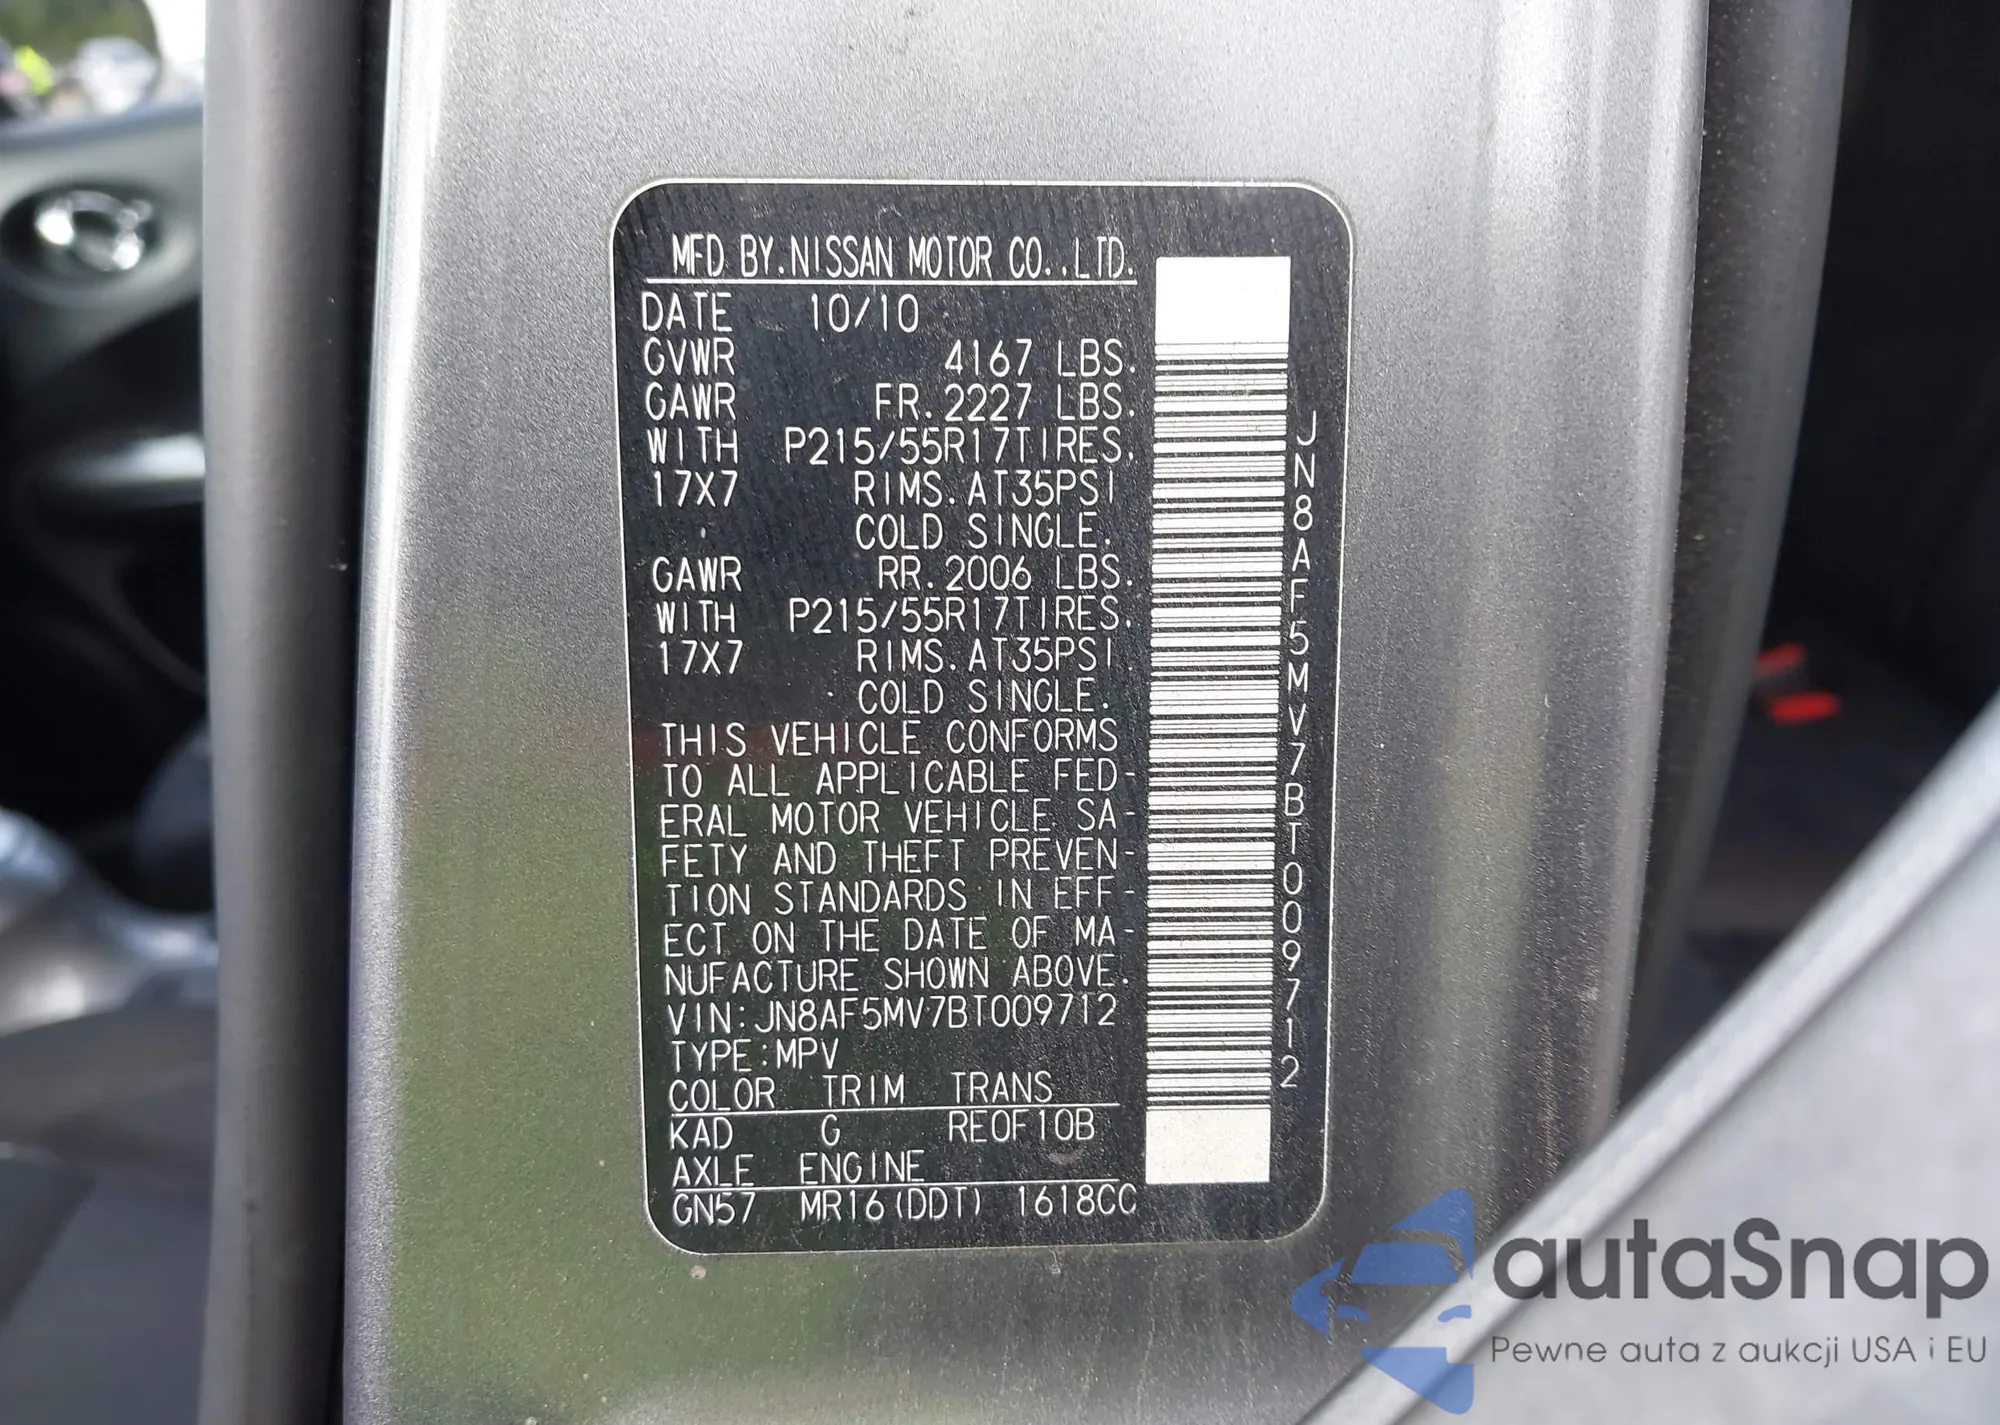 MFD BY.NISSAN MOTOR CO.,LTD.
DATE 10/10
GVWR 4167 LBS.
GAWR FR.2227 LBS.
WITH P215/55R17TIRES.
17X7 RIMS.AT35PSI
COLD SINGLE.
GAWR RR.2006 LBS.
WITH P215/55R17TIRES.
17X7 RIMS.AT35PSI
COLD SINGLE.
THIS VEHICLE CONFORMS
TO ALL APPLICABLE FED-
ERAL MOTOR VEHICLE SA-
FETY AND THEFT PREVEN-
TION STANDARDS IN EFF-
ECT ON THE DATE OF MA-
NUFACTURE SHOWN ABOVE.
VIN:JN8AF5MV7BT009712
TYPE:MPV
COLOR TRIM TRANS
KAD G RE0F10B
AXLE ENGINE
GN57 MR16(DDT) 1618CC
JN8AF5MV7BT009712
autaSnap
Pewne auta z aukcji USA i EU